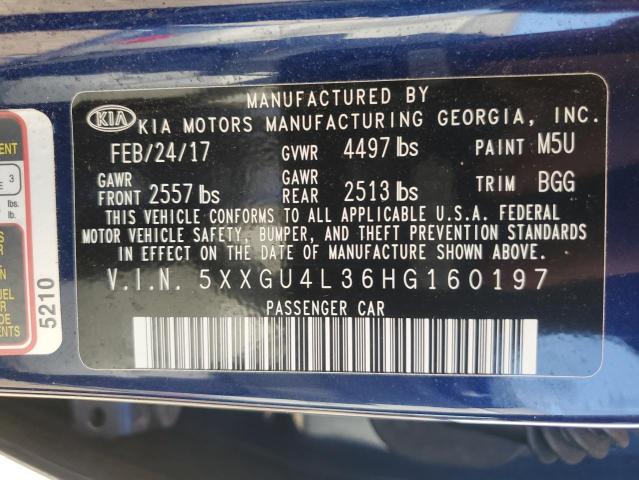 MANUFACTURED BY
KIA KIA MOTORS MANUFACTURING GEORGIA, INC.
FEB/24/17 GVWR 4497 lbs PAINT M5U
GAWR FRONT 2557 lbs GAWR REAR 2513 lbs TRIM BGG
THIS VEHICLE CONFORMS TO ALL APPLICABLE U.S.A. FEDERAL
MOTOR VEHICLE SAFETY, BUMPER, AND THEFT PREVENTION STANDARDS
IN EFFECT ON THE DATE OF MANUFACTURE SHOWN ABOVE.
V.I.N. 5XXGU4L36HG160197
PASSENGER CAR
3
lb.
5210